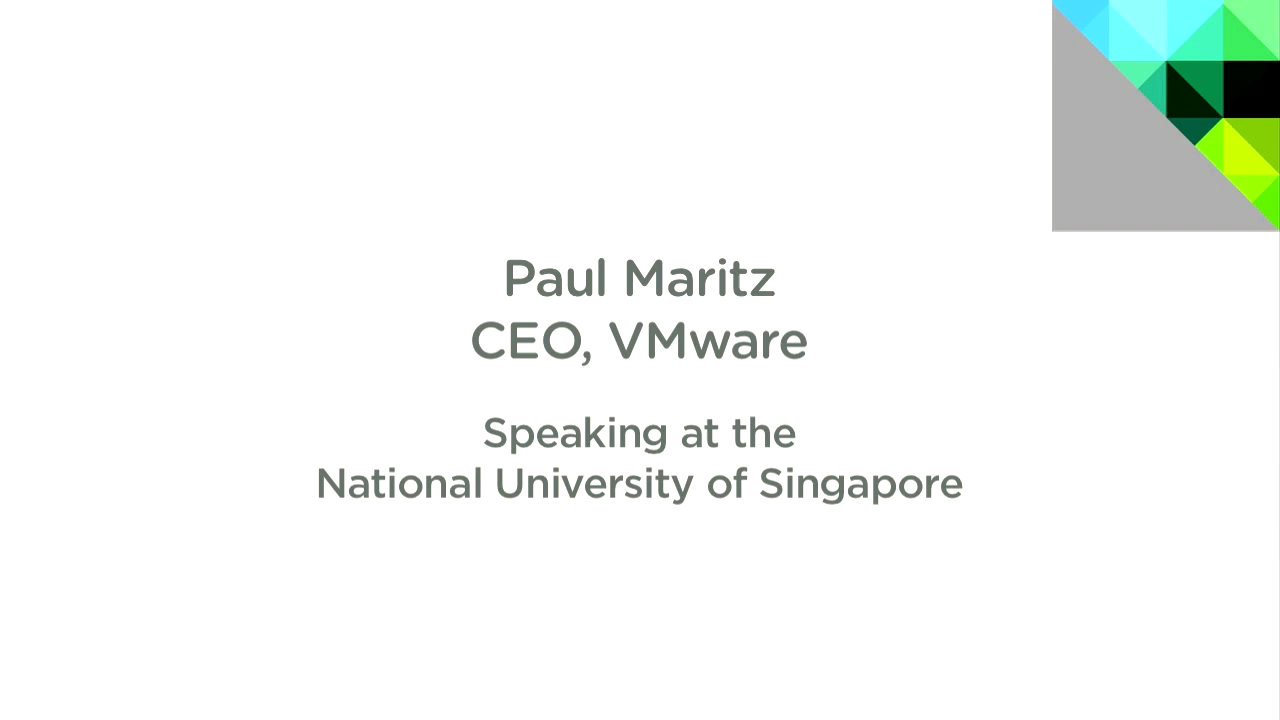 Paul Maritz
CEO, VMware
Speaking at the
National University of Singapore